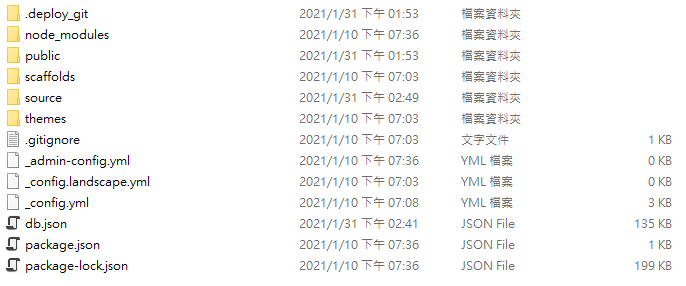 .deploy_git 2021/1/31 下午 01:53 檔案資料夾
node_modules 2021/1/10 下午 07:36 檔案資料夾
public 2021/1/31 下午 01:53 檔案資料夾
scaffolds 2021/1/10 下午 07:03 檔案資料夾
source 2021/1/31 下午 02:49 檔案資料夾
themes 2021/1/10 下午 07:03 檔案資料夾
.gitignore 2021/1/10 下午 07:03 文字文件 1 KB
_admin-config.yml 2021/1/10 下午 07:36 YML 檔案 0 KB
_config.landscape.yml 2021/1/10 下午 07:03 YML 檔案 0 KB
_config.yml 2021/1/10 下午 07:08 YML 檔案 3 KB
db.json 2021/1/31 下午 02:41 JSON File 135 KB
package.json 2021/1/10 下午 07:36 JSON File 1 KB
package-lock.json 2021/1/10 下午 07:36 JSON File 199 KB